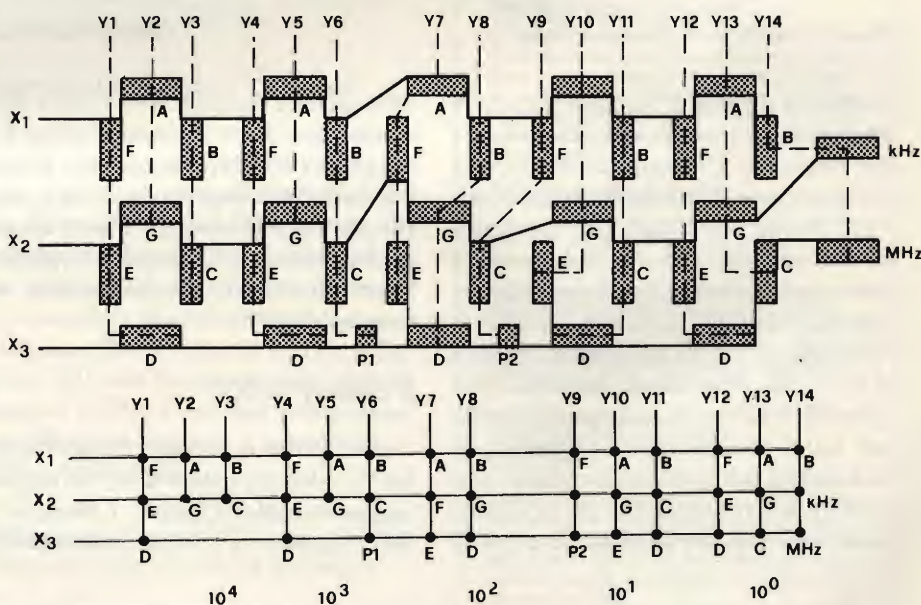 Y1 Y2 Y3 Y4 Y5 Y6 Y7 Y8 Y9 Y10 Y11 Y12 Y13 Y14
A A A A A
X1
F B F B F B F B F B kHz
G G G G G
X2
E C E C E C E C E C MHz
X3
D D P1 D P2 D D
Y1 Y2 Y3 Y4 Y5 Y6 Y7 Y8 Y9 Y10 Y11 Y12 Y13 Y14
X1
F A B F A B A B F A B F A B
X2
E G C E G C F G G C E G kHz
X3
D D P1 E D P2 E D D C MHz
10⁴ 10³ 10² 10¹ 10⁰